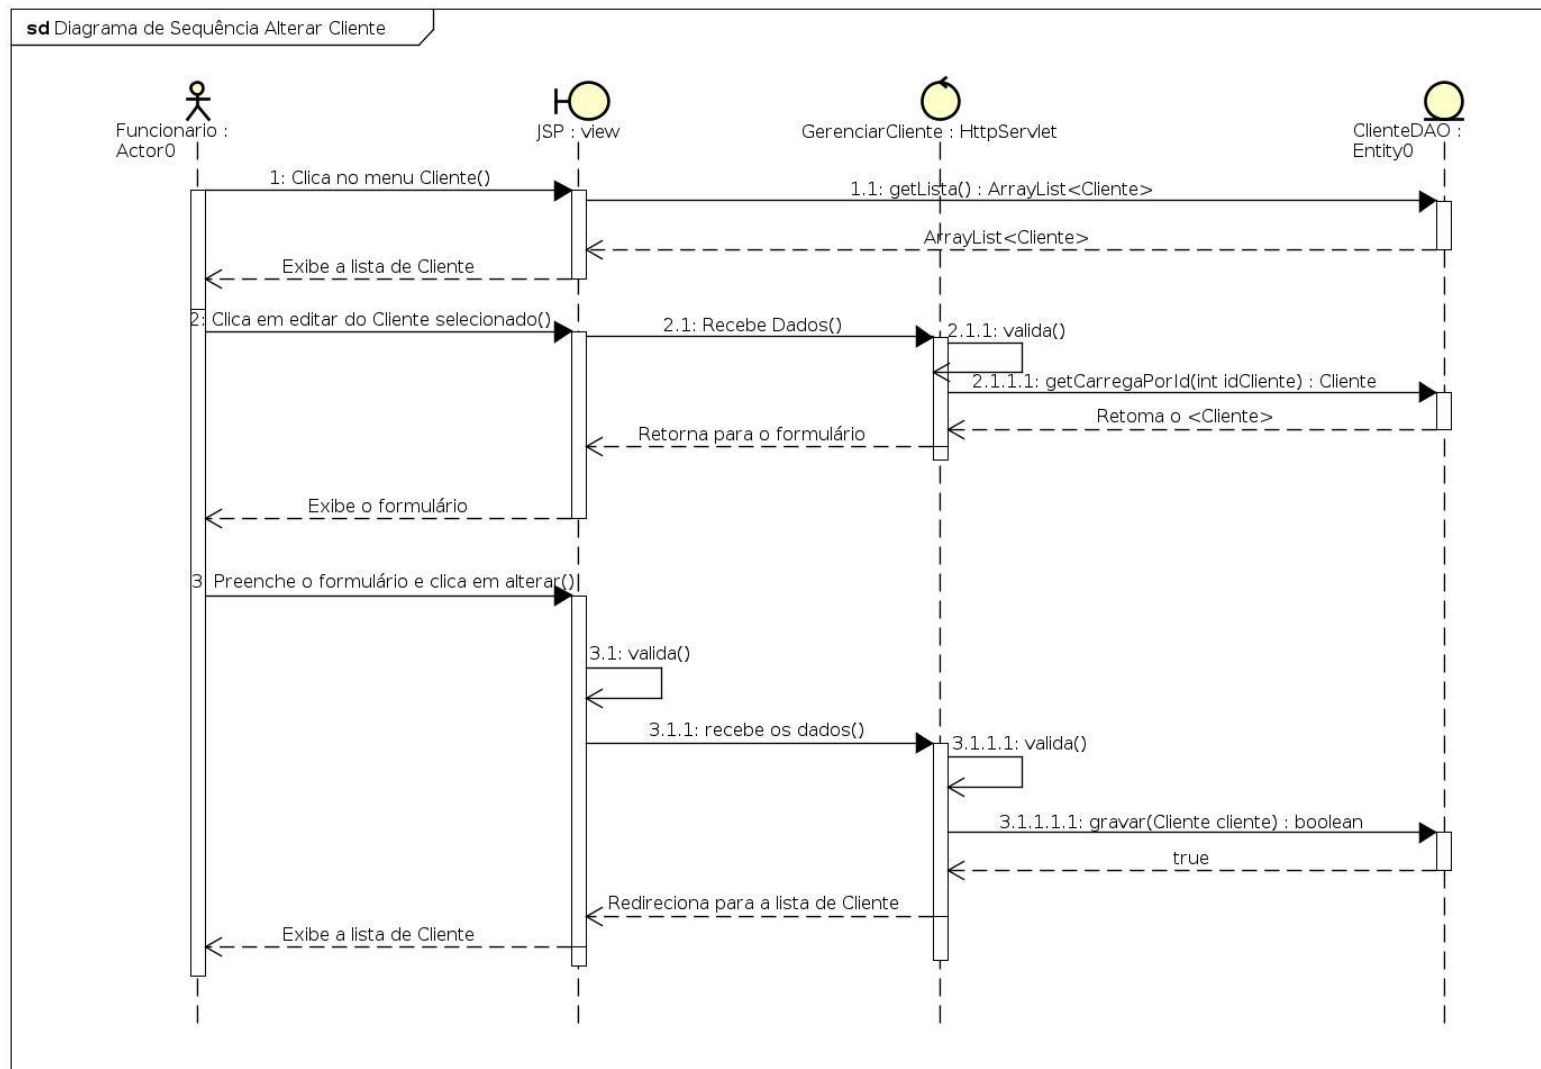 sd Diagrama de Sequência Alterar Cliente
Funcionario :
Actor0
JSP : view
GerenciarCliente : HttpServlet
ClienteDAO :
Entity0
1: Clica no menu Cliente()
1.1: getLista() : ArrayList<Cliente>
ArrayList<Cliente>
Exibe a lista de Cliente
2: Clica em editar do Cliente selecionado()
2.1: Recebe Dados()
2.1.1: valida()
2.1.1.1: getCarregaPorId(int idCliente) : Cliente
Retorna o <Cliente>
Retorna para o formulário
Exibe o formulário
3: Preenche o formulário e clica em alterar()
3.1: valida()
3.1.1: recebe os dados()
3.1.1.1: valida()
3.1.1.1.1: gravar(Cliente cliente) : boolean
true
Redireciona para a lista de Cliente
Exibe a lista de Cliente